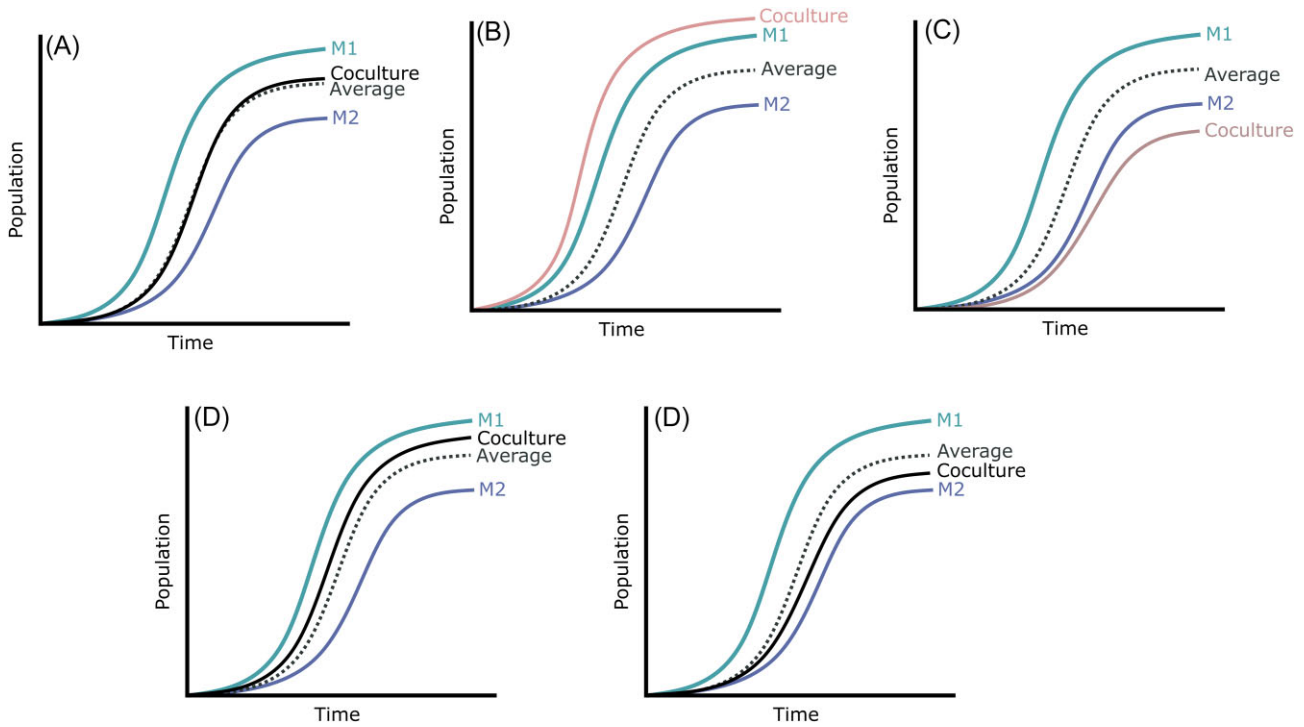 (A)
M1
Coculture
Average
M2
Population
Time
(B)
Coculture
M1
Average
M2
Population
Time
(C)
M1
Average
M2
Coculture
Population
Time
(D)
M1
Coculture
Average
M2
Population
Time
(D)
M1
Average
Coculture
M2
Population
Time